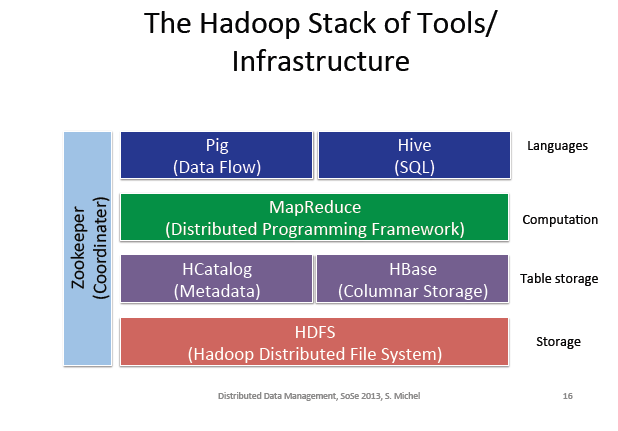 The Hadoop Stack of Tools/
Infrastructure
Zookeeper
(Coordinater)
Pig
(Data Flow)
Hive
(SQL)
Languages
MapReduce
(Distributed Programming Framework)
Computation
HCatalog
(Metadata)
HBase
(Columnar Storage)
Table storage
HDFS
(Hadoop Distributed File System)
Storage
Distributed Data Management, SoSe 2013, S. Michel
16